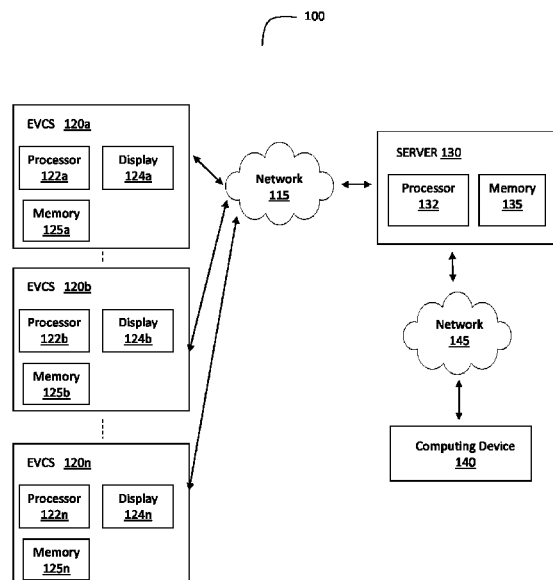 100
EVCS 120a
Processor
122a
Display
124a
Memory
125a
EVCS 120b
Processor
122b
Display
124b
Memory
125b
EVCS 120n
Processor
122n
Display
124n
Memory
125n
Network
115
SERVER 130
Processor
132
Memory
135
Network
145
Computing Device
140